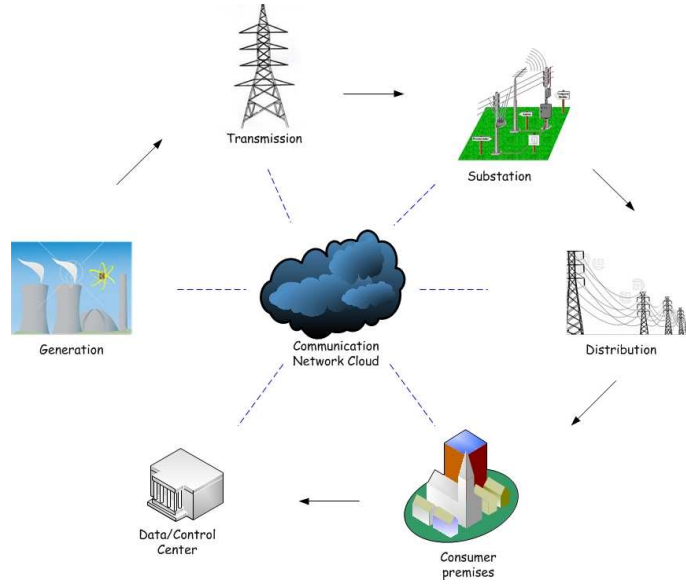 Transmission
Substation
Generation
Communication
Network Cloud
Distribution
Data/Control
Center
Consumer
premises